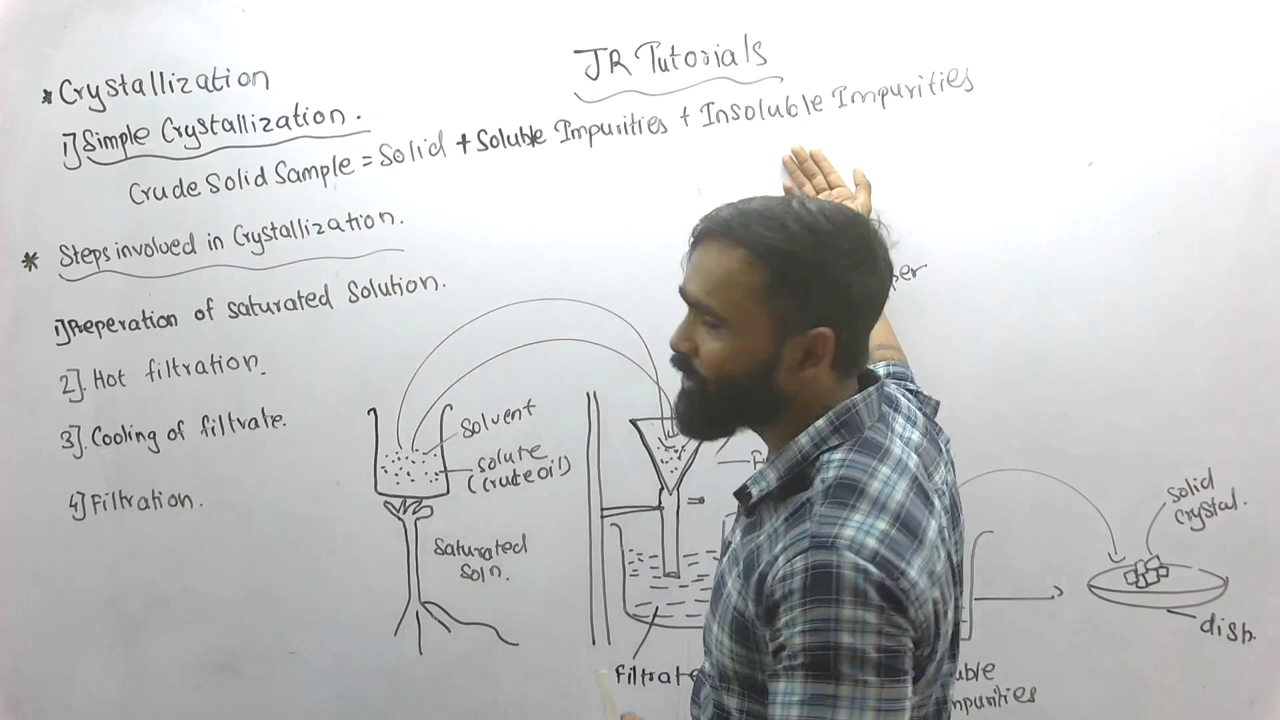 JR Tutorials
* Crystallization
1] Simple Crystallization.
Crude Solid Sample = Solid + Soluble Impurities + Insoluble Impurities
* Steps involved in Crystallization.
1] Preperation of saturated Solution.
2]. Hot filtration.
3]. Cooling of filtrate.
4] Filtration.
Solvent
solute
(crude oil)
Saturated
Soln.
filtrate
solid
crystal.
dish.